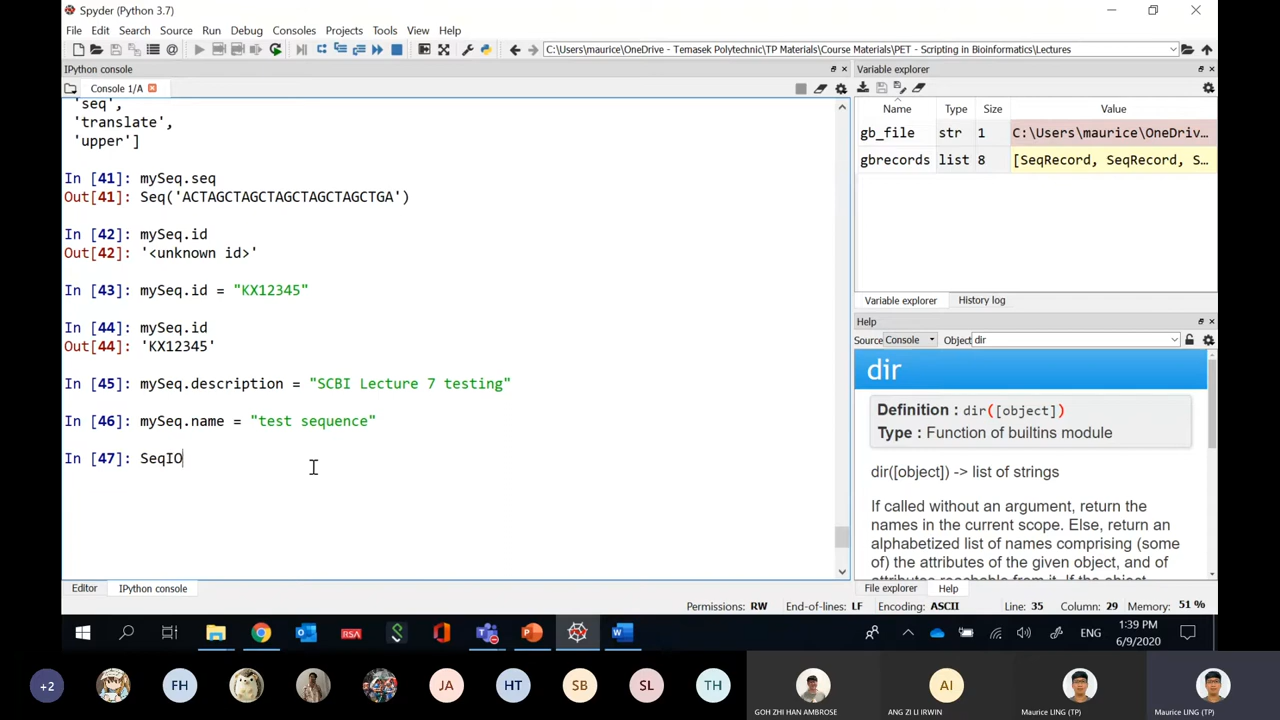 Spyder (Python 3.7)
File Edit Search Source Run Debug Consoles Projects Tools View Help
C:\Users\maurice\OneDrive - Temasek Polytechnic\TP Materials\Course Materials\PET - Scripting in Bioinformatics\Lectures
IPython console
Console 1/A
'seq',
'translate',
'upper']
In [41]: mySeq.seq
Out[41]: Seq('ACTAGCTAGCTAGCTAGCTAGCTGA')
In [42]: mySeq.id
Out[42]: '<unknown id>'
In [43]: mySeq.id = "KX12345"
In [44]: mySeq.id
Out[44]: 'KX12345'
In [45]: mySeq.description = "SCBI Lecture 7 testing"
In [46]: mySeq.name = "test sequence"
In [47]: SeqIO
Editor IPython console
Variable explorer
Name Type Size Value
gb_file str 1 C:\Users\maurice\OneDriv...
gbrecords list 8 [SeqRecord, SeqRecord, S...
Variable explorer History log
Help
Source Console Object dir
dir
Definition : dir([object])
Type : Function of builtins module
dir([object]) -> list of strings
If called without an argument, return the
names in the current scope. Else, return an
alphabetized list of names comprising (some
of) the attributes of the given object, and of
attributes reachable from it. If the object
File explorer Help
Permissions: RW End-of-lines: LF Encoding: ASCII Line: 35 Column: 29 Memory: 51 %
RSA
ENG
1:39 PM
6/9/2020
+2 FH JA HT SB SL TH AI
GOH ZHI HAN AMBROSE ANG ZI LI IRWIN Maurice LING (TP) Maurice LING (TP)